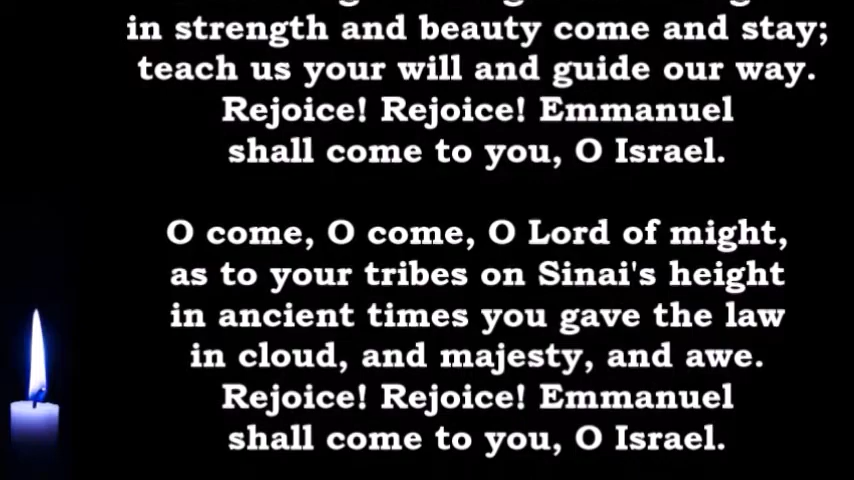 in strength and beauty come and stay;
teach us your will and guide our way.
Rejoice! Rejoice! Emmanuel
shall come to you, O Israel.
O come, O come, O Lord of might,
as to your tribes on Sinai's height
in ancient times you gave the law
in cloud, and majesty, and awe.
Rejoice! Rejoice! Emmanuel
shall come to you, O Israel.